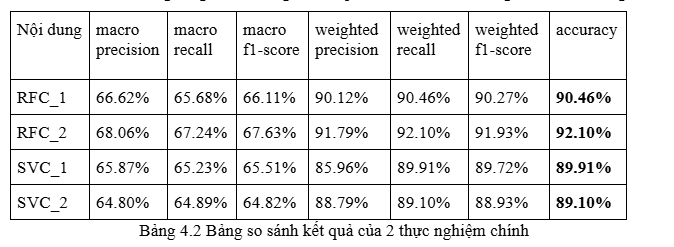 Nội dung macro precision macro recall macro f1-score weighted precision weighted recall weighted f1-score accuracy
RFC_1 66.62% 65.68% 66.11% 90.12% 90.46% 90.27% 90.46%
RFC_2 68.06% 67.24% 67.63% 91.79% 92.10% 91.93% 92.10%
SVC_1 65.87% 65.23% 65.51% 85.96% 89.91% 89.72% 89.91%
SVC_2 64.80% 64.89% 64.82% 88.79% 89.10% 88.93% 89.10%
Bảng 4.2 Bảng so sánh kết quả của 2 thực nghiệm chính